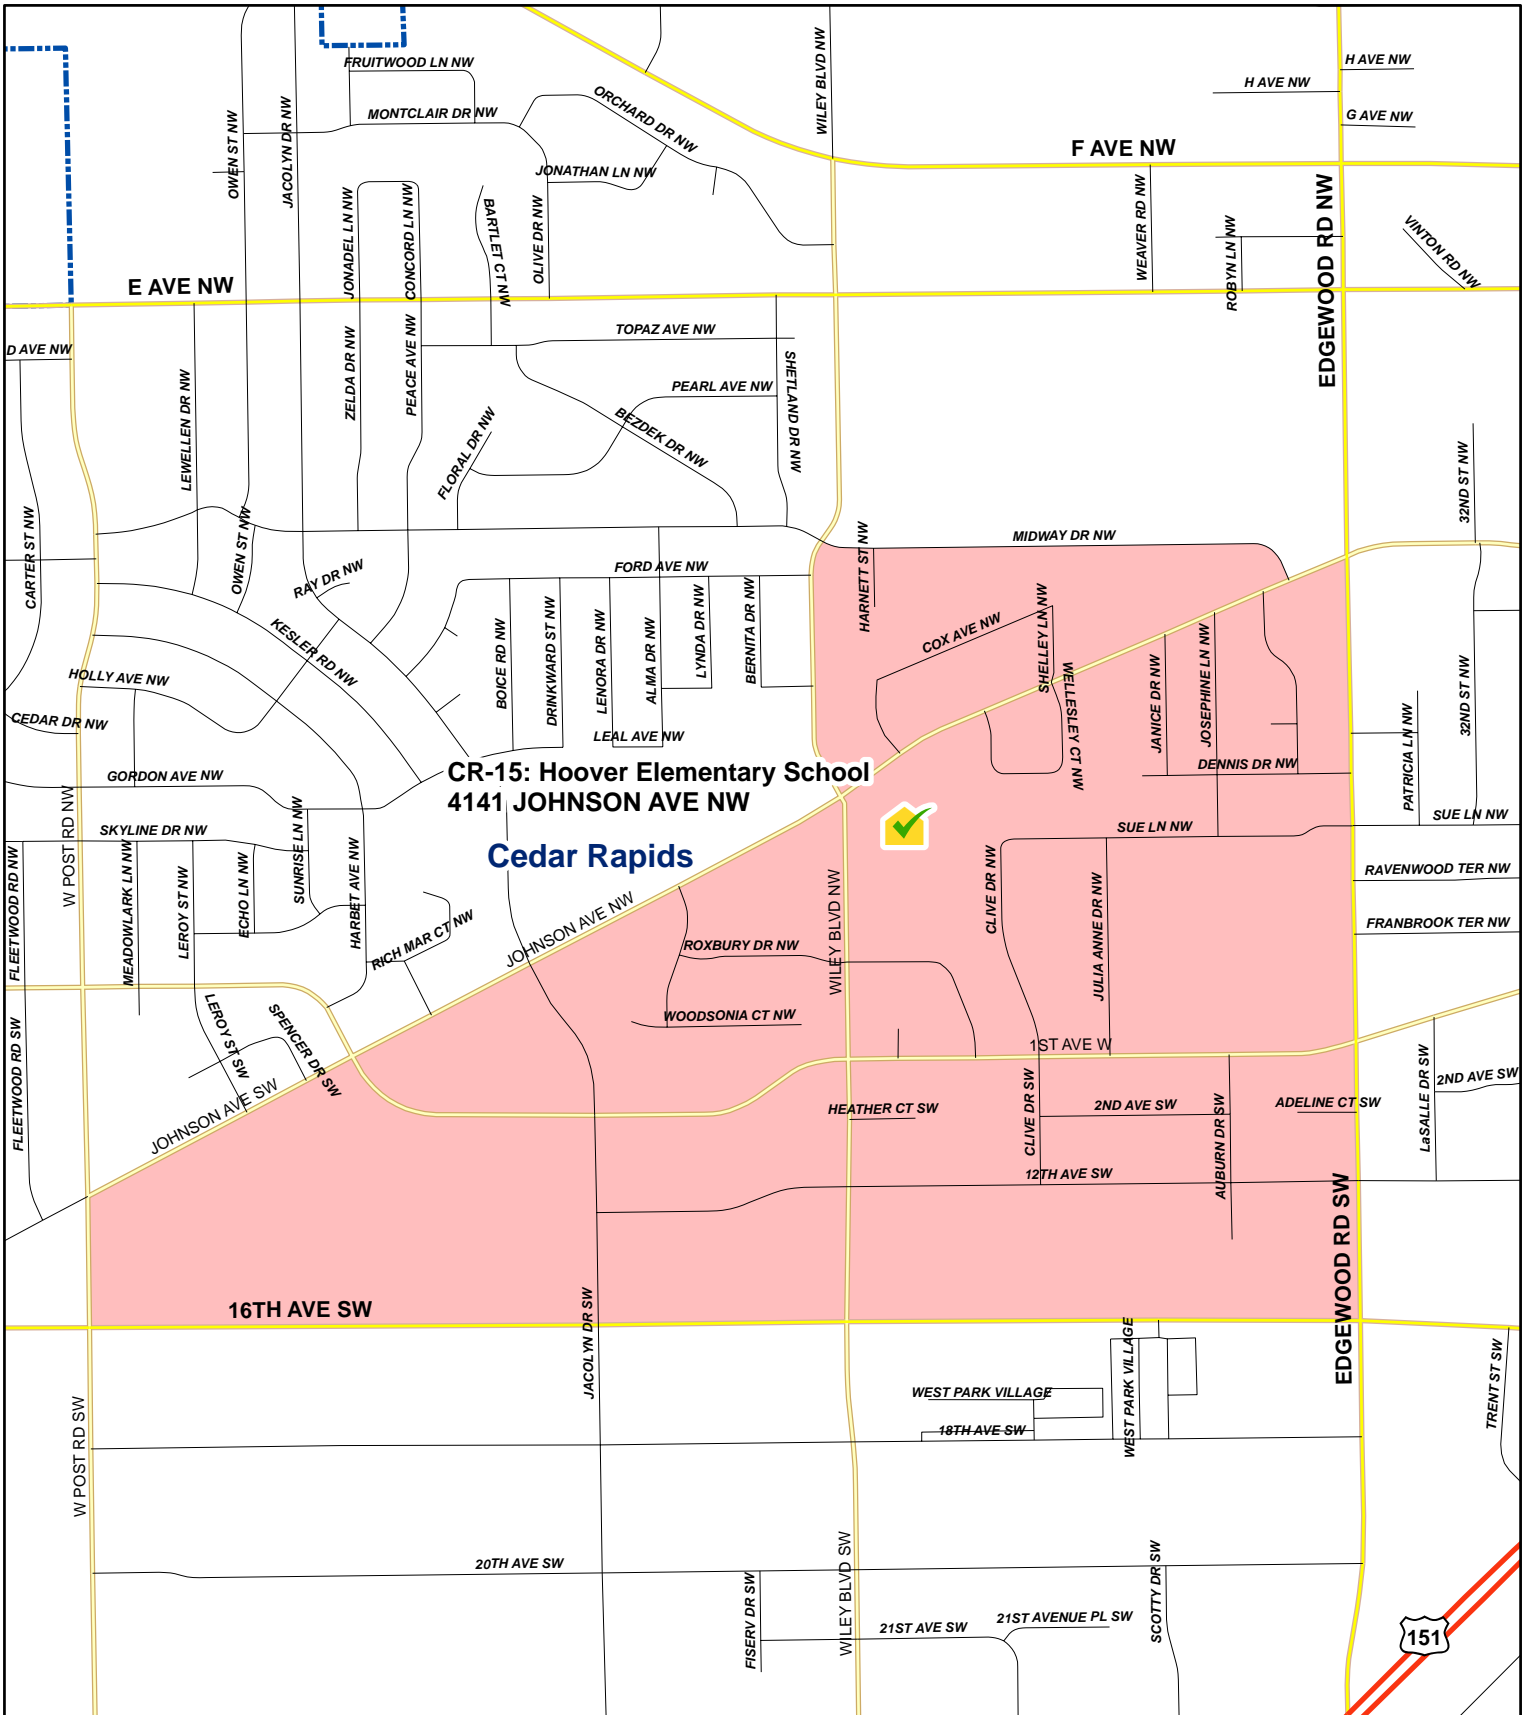 FRUITWOOD LN NW
MONTCLAIR DR NW
ORCHARD DR NW
JONATHAN LN NW
WILEY BLVD NW
H AVE NW
H AVE NW
G AVE NW
F AVE NW
OWEN ST NW
JACOLYN DR NW
JONADEL LN NW
CONCORD LN NW
BARTLET CT NW
OLIVE DR NW
WEAVER RD NW
ROBYN LN NW
EDGEWOOD RD NW
VINTON RD NW
E AVE NW
D AVE NW
ZELDA DR NW
PEACE AVE NW
TOPAZ AVE NW
SHETLAND DR NW
PEARL AVE NW
LEWELLEN DR NW
FLORAL DR NW
BEZDEK DR NW
32ND ST NW
CARTER ST NW
OWEN ST NW
RAY DR NW
FORD AVE NW
HARNETT ST NW
MIDWAY DR NW
KESLER RD NW
BOICE RD NW
DRINKWARD ST NW
LENORA DR NW
ALMA DR NW
LYNDA DR NW
BERNITA DR NW
COX AVE NW
SHELLEY LN NW
WELLESLEY CT NW
JANICE DR NW
JOSEPHINE LN NW
32ND ST NW
HOLLY AVE NW
CEDAR DR NW
LEAL AVE NW
PATRICIA LN NW
GORDON AVE NW
DENNIS DR NW
CR-15: Hoover Elementary School
4141 JOHNSON AVE NW
Cedar Rapids
W POST RD NW
SKYLINE DR NW
SUE LN NW
SUE LN NW
FLEETWOOD RD NW
MEADOWLARK LN NW
LEROY ST NW
ECHO LN NW
SUNRISE LN NW
HARBET AVE NW
RICH MAR CT NW
JOHNSON AVE NW
WILEY BLVD NW
CLIVE DR NW
JULIA ANNE DR NW
RAVENWOOD TER NW
FRANBROOK TER NW
ROXBURY DR NW
WOODSONIA CT NW
LEROY ST SW
SPENCER DR SW
FLEETWOOD RD SW
1ST AVE W
JOHNSON AVE SW
HEATHER CT SW
CLIVE DR SW
2ND AVE SW
AUBURN DR SW
ADELINE CT SW
LaSALLE DR SW
2ND AVE SW
12TH AVE SW
EDGEWOOD RD SW
16TH AVE SW
JACOLYN DR SW
WEST PARK VILLAGE
WEST PARK VILLAGE
18TH AVE SW
TRENT ST SW
W POST RD SW
20TH AVE SW
WILEY BLVD SW
FISERV DR SW
21ST AVE SW
21ST AVENUE PL SW
SCOTTY DR SW
151